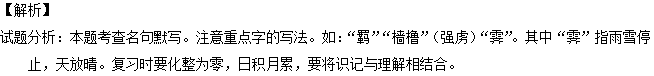 【解析】
试题分析：本题考查名句默写。注意重点字的写法。如：“羁”“樯橹”（强虏）“霁”。其中“霁”指雨雪停
止，天放晴。复习时要化整为零，日积月累，要将识记与理解相结合。